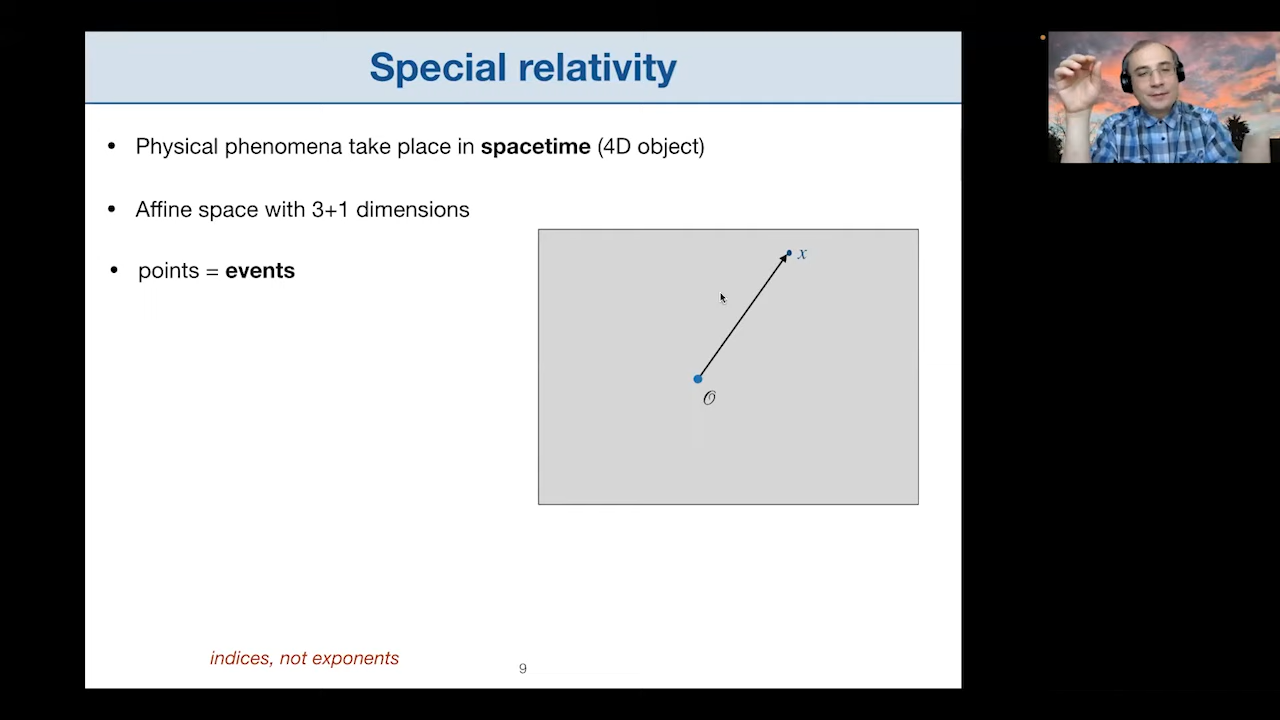 Special relativity
• Physical phenomena take place in spacetime (4D object)
• Affine space with 3+1 dimensions
• points = events
x
𝒪
indices, not exponents
9